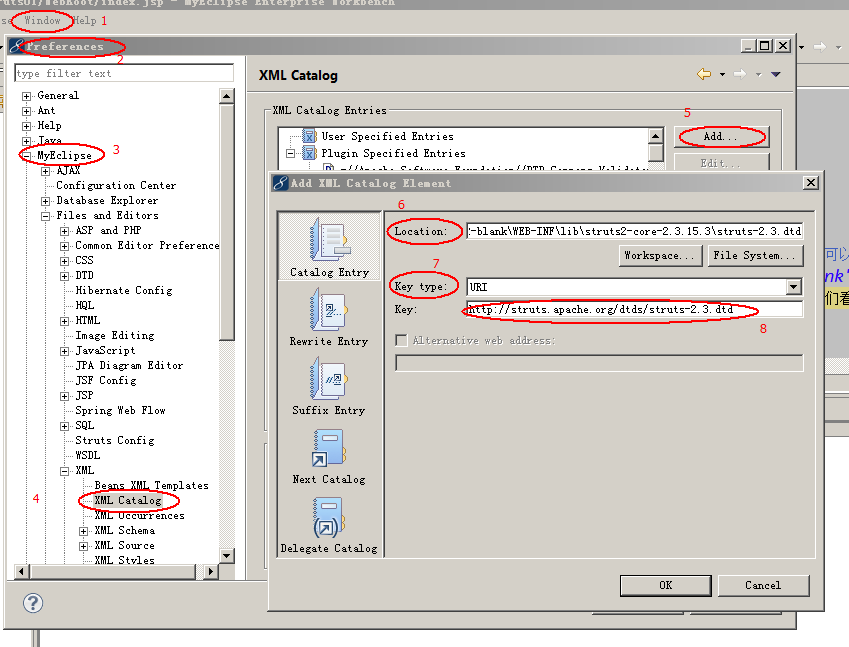 ruts01/WebRoot/index.jsp - MyEclipse Enterprise Workbench
Window Help 1
Preferences
2
type filter text
XML Catalog
General
Ant
Help
Java
MyEclipse
3
AJAX
Configuration Center
Database Explorer
Files and Editors
ASP and PHP
Common Editor Preference
CSS
DTD
Hibernate Config
HQL
HTML
Image Editing
JavaScript
JPA Diagram Editor
JSF Config
JSP
Spring Web Flow
SQL
Struts Config
WSDL
XML
Beans XML Templates
4
XML Catalog
XML Occurrences
XML Schema
XML Source
XML Styles
XML Catalog Entries
User Specified Entries
Plugin Specified Entries
5
Add...
Edit...
Add XML Catalog Element
6
Catalog Entry
Rewrite Entry
Suffix Entry
Next Catalog
Delegate Catalog
Location:
-blank\WEB-INF\lib\struts2-core-2.3.15.3\struts-2.3.dtd
Workspace...
File System...
7
Key type:
URI
Key:
http://struts.apache.org/dtds/struts-2.3.dtd
8
Alternative web address:
OK
Cancel
可以
nk"
们看